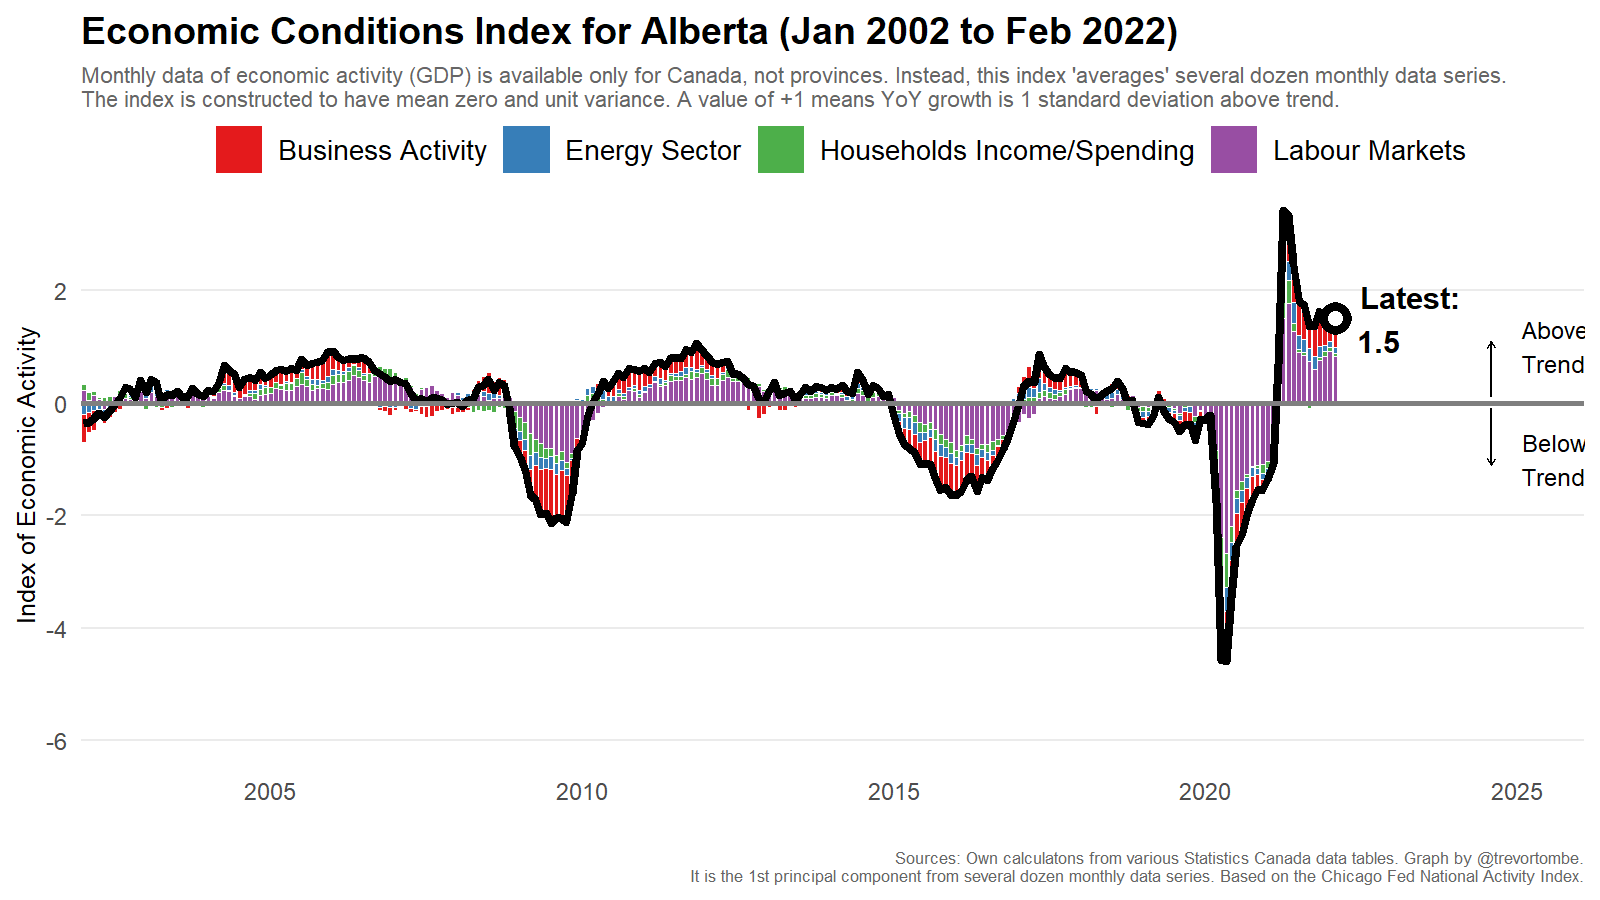 Economic Conditions Index for Alberta (Jan 2002 to Feb 2022)
Monthly data of economic activity (GDP) is available only for Canada, not provinces. Instead, this index 'averages' several dozen monthly data series.
The index is constructed to have mean zero and unit variance. A value of +1 means YoY growth is 1 standard deviation above trend.
Business Activity
Energy Sector
Households Income/Spending
Labour Markets
Index of Economic Activity
2
0
-2
-4
-6
Latest:
1.5
Above
Trend
Below
Trend
2005
2010
2015
2020
2025
Sources: Own calculatons from various Statistics Canada data tables. Graph by @trevortombe.
It is the 1st principal component from several dozen monthly data series. Based on the Chicago Fed National Activity Index.